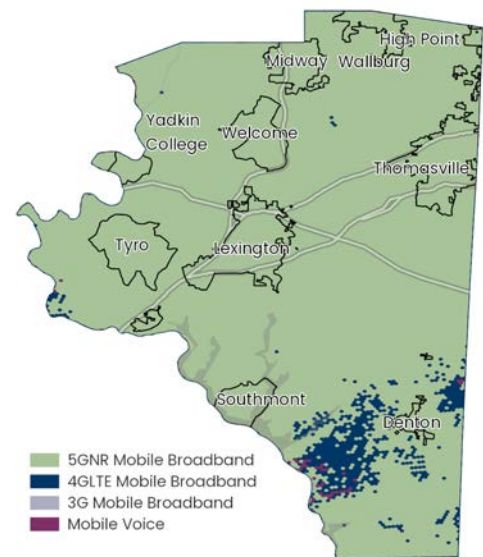 High Point
Midway
Wallburg
Yadkin
College
Welcome
Thomasville
Tyro
Lexington
Southmont
Denton
5GNR Mobile Broadband
4GLTE Mobile Broadband
3G Mobile Broadband
Mobile Voice